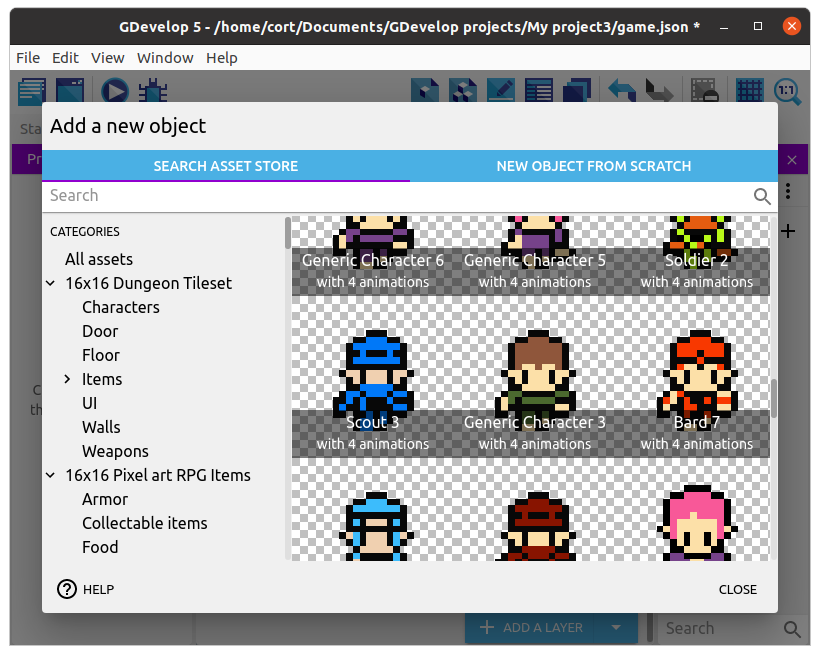 GDevelop 5 - /home/cort/Documents/GDevelop projects/My project3/game.json *
File Edit View Window Help
1:1
Sta
Add a new object
Pr
SEARCH ASSET STORE
NEW OBJECT FROM SCRATCH
Search
CATEGORIES
All assets
16x16 Dungeon Tileset
Characters
Door
Floor
Items
UI
Walls
Weapons
16x16 Pixel art RPG Items
Armor
Collectable items
Food
Generic Character 6
with 4 animations
Generic Character 5
with 4 animations
Soldier 2
with 4 animations
Scout 3
with 4 animations
Generic Character 3
with 4 animations
Bard 7
with 4 animations
C
th
HELP
CLOSE
ADD A LAYER
Search